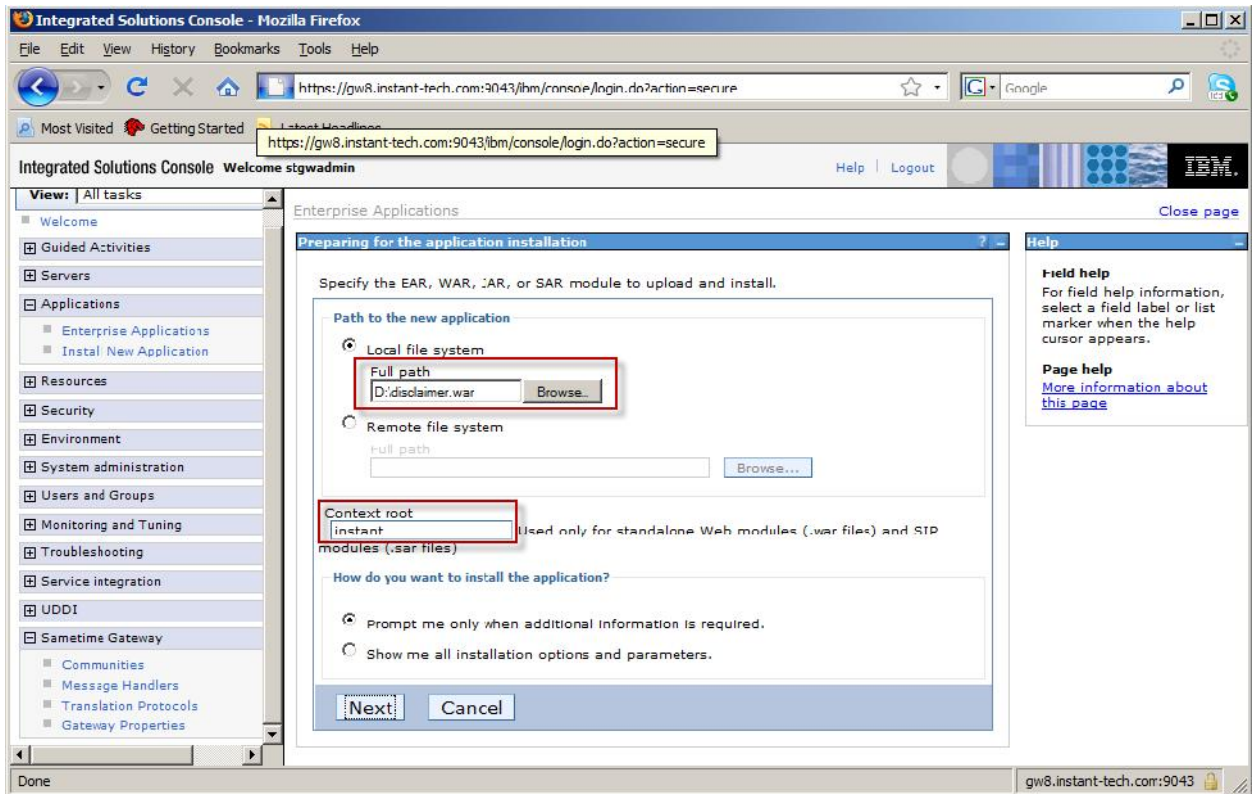 Integrated Solutions Console - Mozilla Firefox
File Edit View History Bookmarks Tools Help
https://gw8.instant-tech.com:9043/ibm/console/login.do?action=secure
Google
Most Visited Getting Started Latest Headlines
https://gw8.instant-tech.com:9043/ibm/console/login.do?action=secure
Integrated Solutions Console Welcome stgwadmin
Help Logout
IBM.
View: All tasks
Welcome
Guided Activities
Servers
Applications
Enterprise Applications
Install New Application
Resources
Security
Environment
System administration
Users and Groups
Monitoring and Tuning
Troubleshooting
Service integration
UDDI
Sametime Gateway
Communities
Message Handlers
Translation Protocols
Gateway Properties
Enterprise Applications
Close page
Preparing for the application installation
? -
Specify the EAR, WAR, JAR, or SAR module to upload and install.
Path to the new application
Local file system
Full path
D:\disclaimer.war Browse...
Remote file system
Full path
Browse...
Context root
instant Used only for standalone Web modules (.war files) and SIP
modules (.sar files)
How do you want to install the application?
Prompt me only when additional information is required.
Show me all installation options and parameters.
Next Cancel
Help
-
Field help
For field help information,
select a field label or list
marker when the help
cursor appears.
Page help
More information about
this page
Done
gw8.instant-tech.com:9043